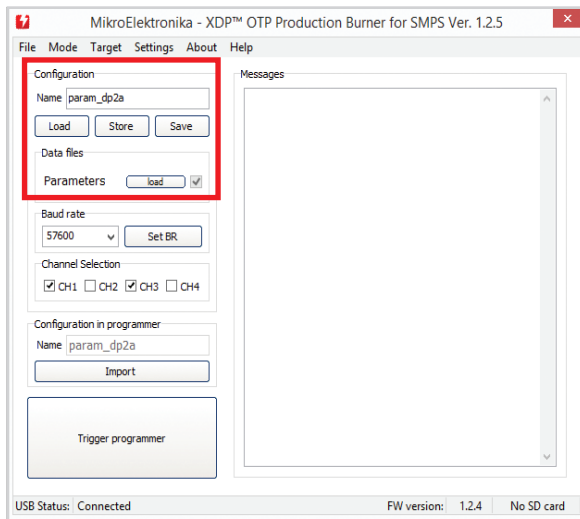 MikroElektronika - XDP™ OTP Production Burner for SMPS Ver. 1.2.5
File Mode Target Settings About Help
Configuration
Name param_dp2a
Load Store Save
Data files
Parameters load
Baud rate
57600 Set BR
Channel Selection
CH1 CH2 CH3 CH4
Configuration in programmer
Name param_dp2a
Import
Trigger programmer
Messages
USB Status: Connected FW version: 1.2.4 No SD card